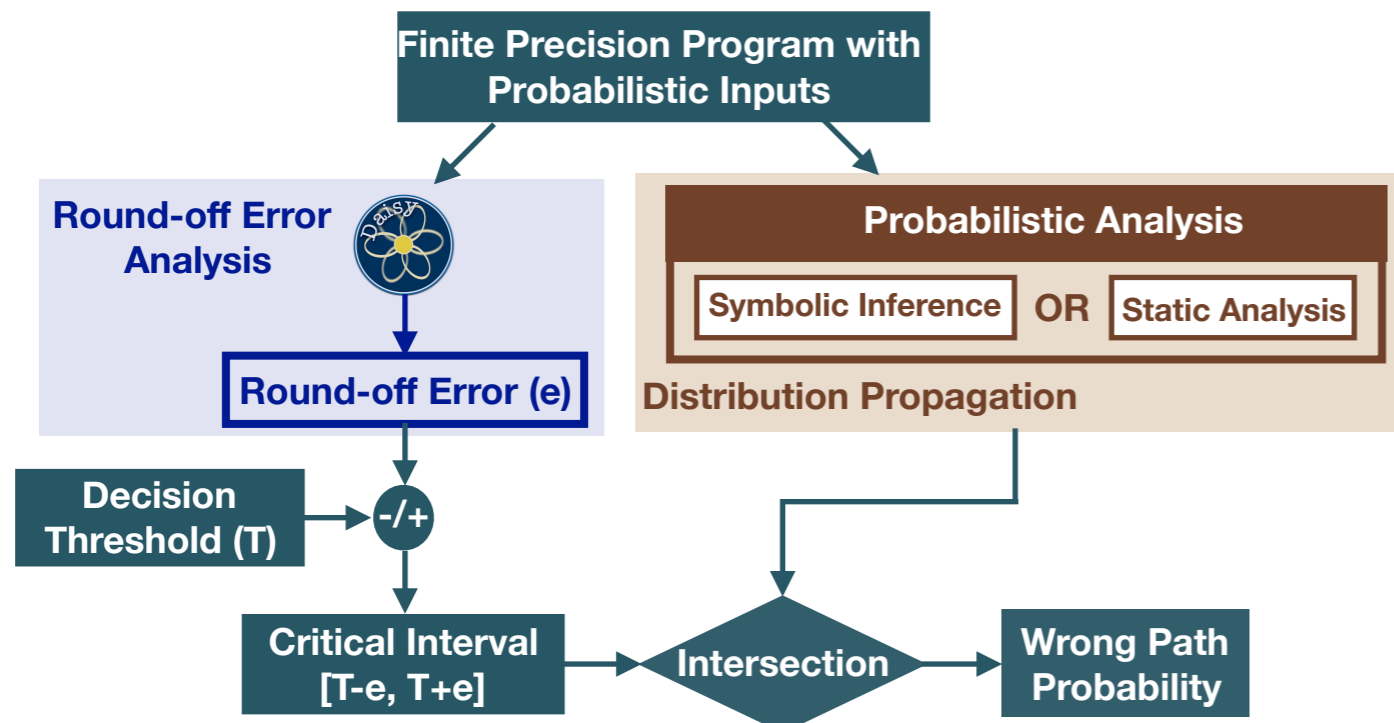 Finite Precision Program with
Probabilistic Inputs
Round-off Error
Analysis
Daisy
Round-off Error (e)
Probabilistic Analysis
Symbolic Inference OR Static Analysis
Distribution Propagation
Decision
Threshold (T)
-/+
Critical Interval
[T-e, T+e]
Intersection
Wrong Path
Probability